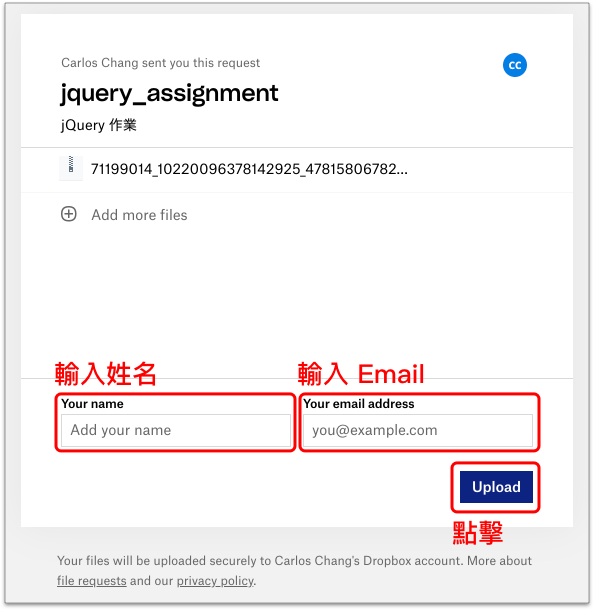 Carlos Chang sent you this request
CC
jquery_assignment
jQuery 作業
71199014_10220096378142925_47815806782...
Add more files
輸入姓名
輸入 Email
Your name
Your email address
Add your name
you@example.com
Upload
點擊
Your files will be uploaded securely to Carlos Chang's Dropbox account. More about
file requests and our privacy policy.